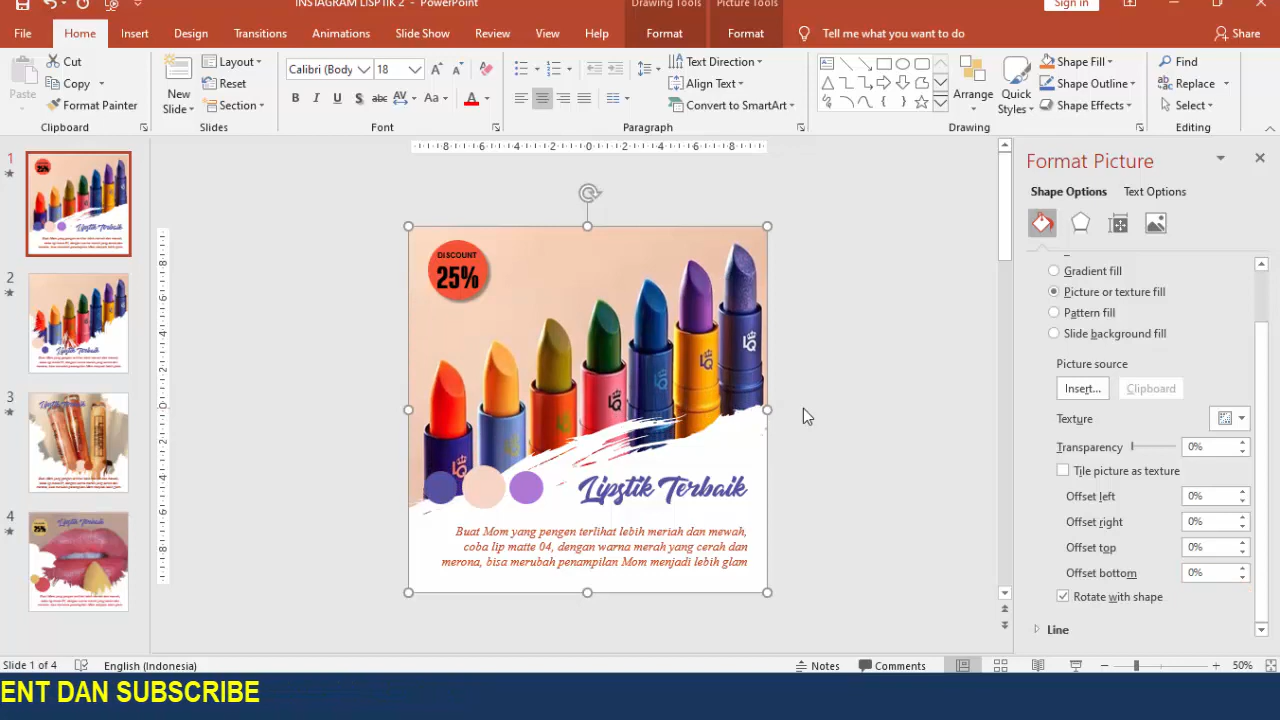 INSTAGRAM LISPTIK 2 - PowerPoint
Drawing Tools
Picture Tools
Sign in
File
Home
Insert
Design
Transitions
Animations
Slide Show
Review
View
Help
Format
Format
Tell me what you want to do
Share
Paste
Cut
Copy
Format Painter
Clipboard
New
Slide
Layout
Reset
Section
Slides
Calibri (Body
18
Font
Text Direction
Align Text
Convert to SmartArt
Paragraph
Arrange
Quick
Styles
Shape Fill
Shape Outline
Shape Effects
Drawing
Find
Replace
Select
Editing
1
2
3
4
DISCOUNT
25%
Lipstik Terbaik
Buat Mom yang pengen terlihat lebih meriah dan mewah,
coba lip matte 04, dengan warna merah yang cerah dan
merona, bisa merubah penampilan Mom menjadi lebih glam
Format Picture
Shape Options
Text Options
Gradient fill
Picture or texture fill
Pattern fill
Slide background fill
Picture source
Insert...
Clipboard
Texture
Transparency
0%
Tile picture as texture
Offset left
0%
Offset right
0%
Offset top
0%
Offset bottom
0%
Rotate with shape
Line
Slide 1 of 4
English (Indonesia)
Notes
Comments
50%
ENT DAN SUBSCRIBE